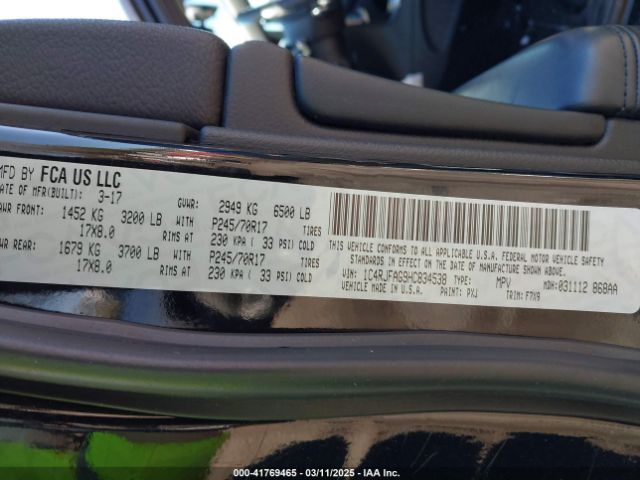 MFD BY FCA US LLC
DATE OF MFR(BUILT): 3-17 GVWR: 2949 KG 6500 LB
AWR FRONT: 1452 KG 3200 LB WITH P245/70R17 TIRES
17X8.0 RIMS AT 230 KPA ( 33 PSI) COLD
AWR REAR: 1679 KG 3700 LB WITH P245/70R17 TIRES
17X8.0 RIMS AT 230 KPA ( 33 PSI) COLD
THIS VEHICLE CONFORMS TO ALL APPLICABLE U.S.A. FEDERAL MOTOR VEHICLE SAFETY
STANDARDS IN EFFECT ON THE DATE OF MANUFACTURE SHOWN ABOVE.
VIN: 1C4RJFAG9HC834538 TYPE: MPV MDH: 031112 868AA
VEHICLE MADE IN U.S.A. PAINT: PXJ TRIM: F7X9
000-41769465 | 03/11/2025 | IAA Inc.